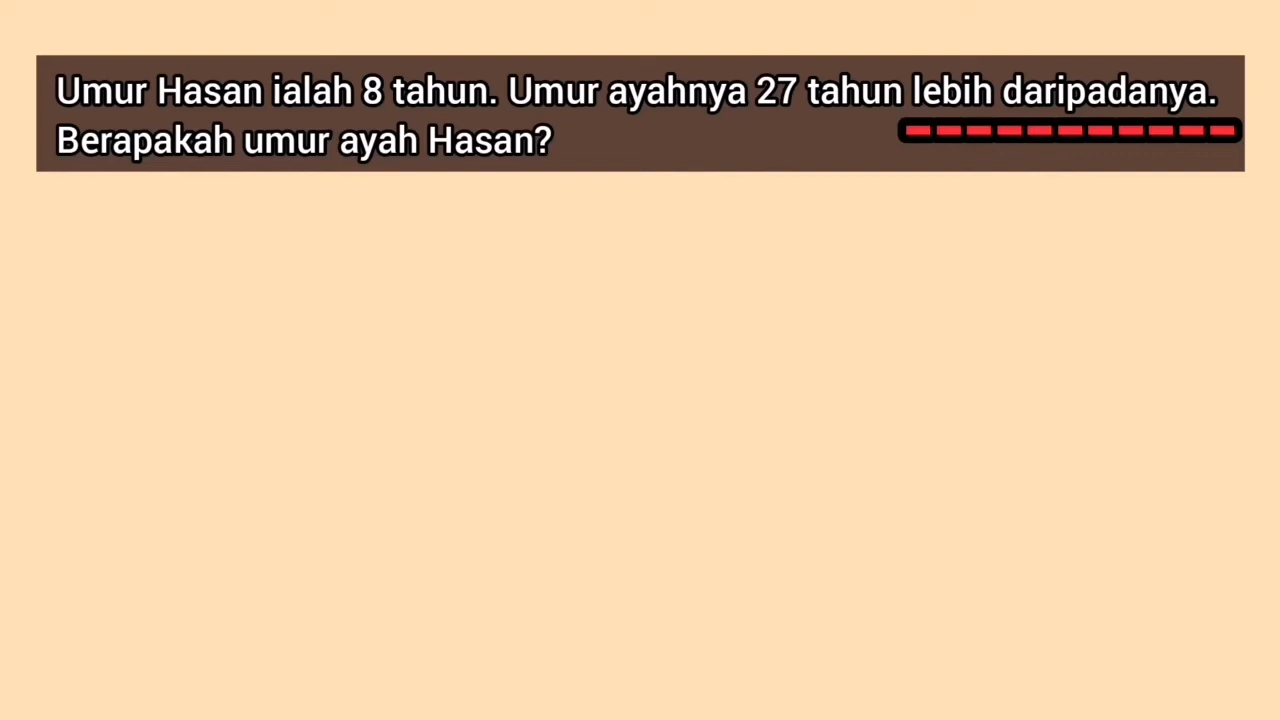 Umur Hasan ialah 8 tahun. Umur ayahnya 27 tahun lebih daripadanya.
Berapakah umur ayah Hasan?